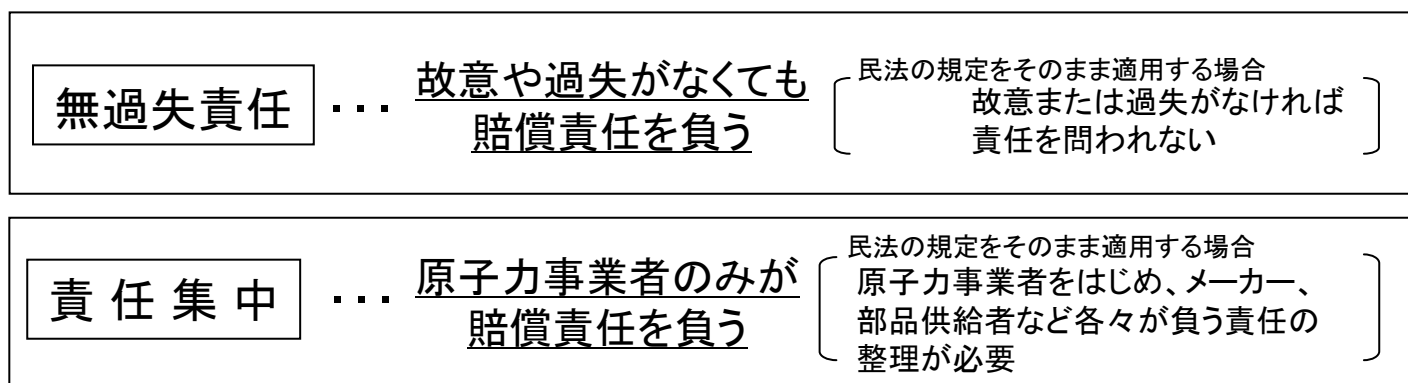 無過失責任 ・・・ 故意や過失がなくても
賠償責任を負う
民法の規定をそのまま適用する場合
故意または過失がなければ
責任を問われない
責任集中 ・・・ 原子力事業者のみが
賠償責任を負う
民法の規定をそのまま適用する場合
原子力事業者をはじめ、メーカー、
部品供給者など各々が負う責任の
整理が必要